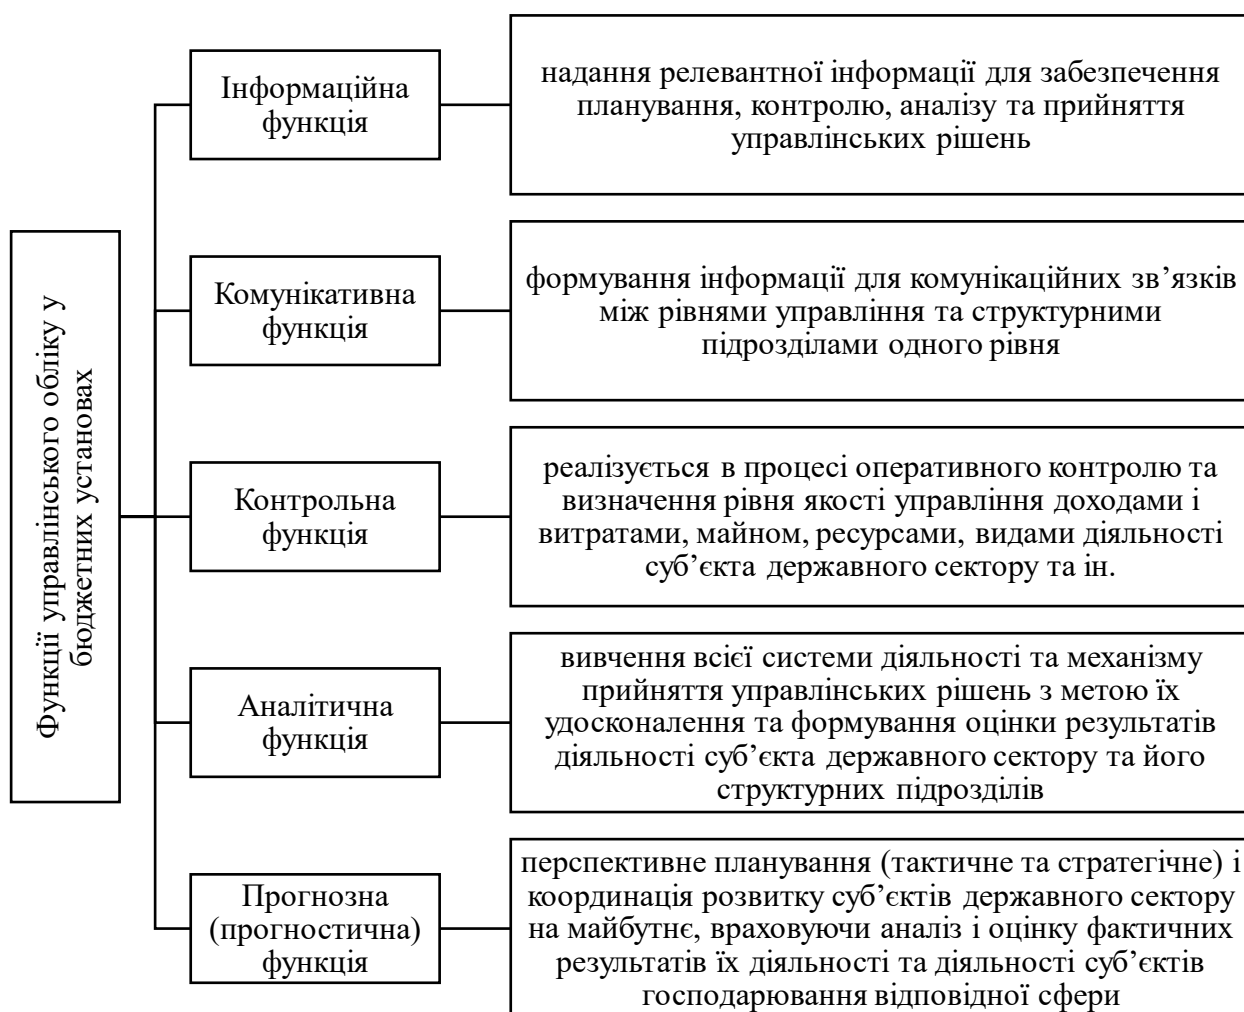 Функції управлінського обліку у
бюджетних установах
Інформаційна
функція
надання релевантної інформації для забезпечення
планування, контролю, аналізу та прийняття
управлінських рішень
Комунікативна
функція
формування інформації для комунікаційних зв’язків
між рівнями управління та структурними
підрозділами одного рівня
Контрольна
функція
реалізується в процесі оперативного контролю та
визначення рівня якості управління доходами і
витратами, майном, ресурсами, видами діяльності
суб’єкта державного сектору та ін.
Аналітична
функція
вивчення всієї системи діяльності та механізму
прийняття управлінських рішень з метою їх
удосконалення та формування оцінки результатів
діяльності суб’єкта державного сектору та його
структурних підрозділів
Прогнозна
(прогностична)
функція
перспективне планування (тактичне та стратегічне) і
координація розвитку суб’єктів державного сектору
на майбутнє, враховуючи аналіз і оцінку фактичних
результатів їх діяльності та діяльності суб’єктів
господарювання відповідної сфери